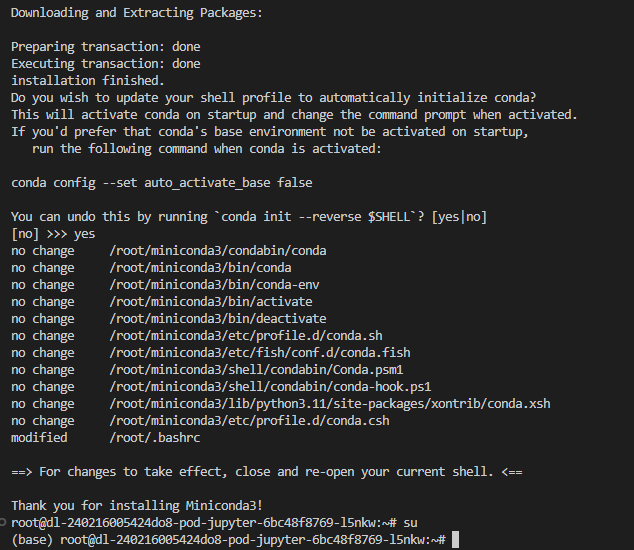 Downloading and Extracting Packages:
Preparing transaction: done
Executing transaction: done
installation finished.
Do you wish to update your shell profile to automatically initialize conda?
This will activate conda on startup and change the command prompt when activated.
If you'd prefer that conda's base environment not be activated on startup,
   run the following command when conda is activated:
conda config --set auto_activate_base false
You can undo this by running `conda init --reverse $SHELL`? [yes|no]
[no] >>> yes
no change     /root/miniconda3/condabin/conda
no change     /root/miniconda3/bin/conda
no change     /root/miniconda3/bin/conda-env
no change     /root/miniconda3/bin/activate
no change     /root/miniconda3/bin/deactivate
no change     /root/miniconda3/etc/profile.d/conda.sh
no change     /root/miniconda3/etc/fish/conf.d/conda.fish
no change     /root/miniconda3/shell/condabin/Conda.psm1
no change     /root/miniconda3/shell/condabin/conda-hook.ps1
no change     /root/miniconda3/lib/python3.11/site-packages/xontrib/conda.xsh
no change     /root/miniconda3/etc/profile.d/conda.csh
modified      /root/.bashrc
==> For changes to take effect, close and re-open your current shell. <==
Thank you for installing Miniconda3!
root@dl-240216005424do8-pod-jupyter-6bc48f8769-l5nkw:~# su
(base) root@dl-240216005424do8-pod-jupyter-6bc48f8769-l5nkw:~#